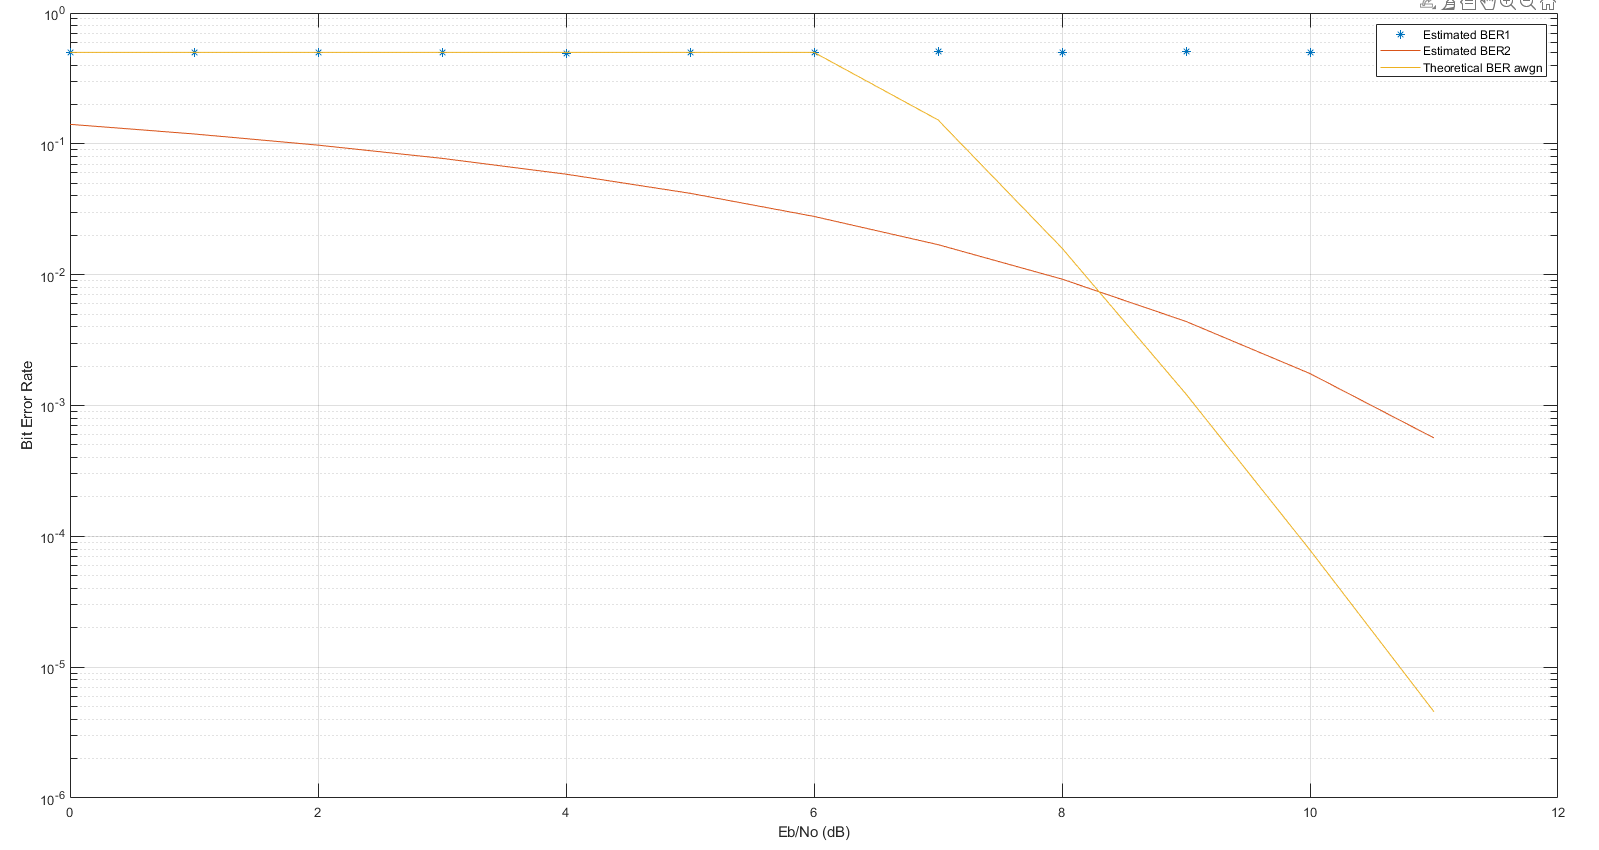 10^0
Estimated BER1
Estimated BER2
Theoretical BER awgn
10^-1
10^-2
10^-3
10^-4
10^-5
10^-6
Bit Error Rate
0 2 4 6 8 10 12
Eb/No (dB)